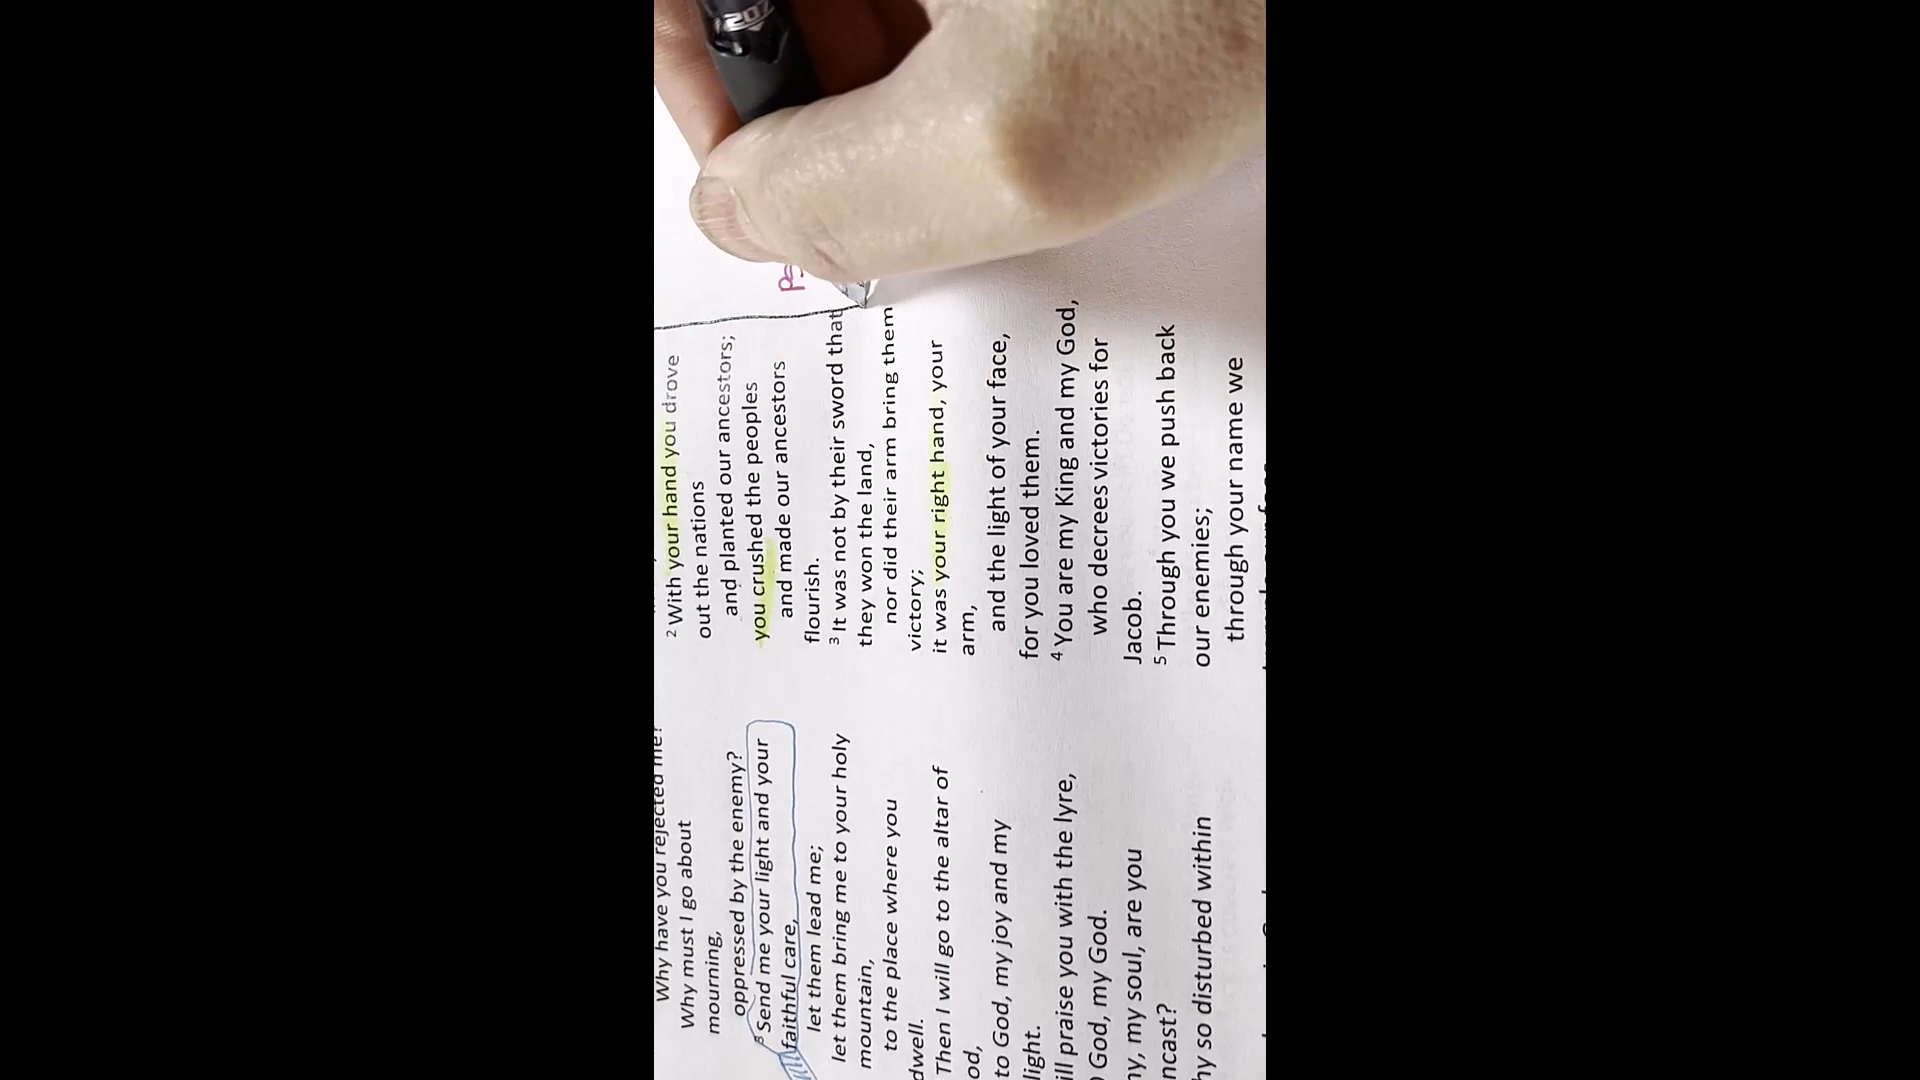 Why have you rejected me?
Why must I go about
mourning,
oppressed by the enemy?
3 Send me your light and your
faithful care,
let them lead me;
let them bring me to your holy
mountain,
to the place where you
dwell.
Then I will go to the altar of
od,
to God, my joy and my
light.
ill praise you with the lyre,
God, my God.
hy, my soul, are you
ncast?
hy so disturbed within
2 With your hand you drove
out the nations
and planted our ancestors;
you crushed the peoples
and made our ancestors
flourish.
3 It was not by their sword that
they won the land,
nor did their arm bring them
victory;
it was your right hand, your
arm,
and the light of your face,
for you loved them.
4 You are my King and my God,
who decrees victories for
Jacob.
5 Through you we push back
our enemies;
through your name we
Ps
207